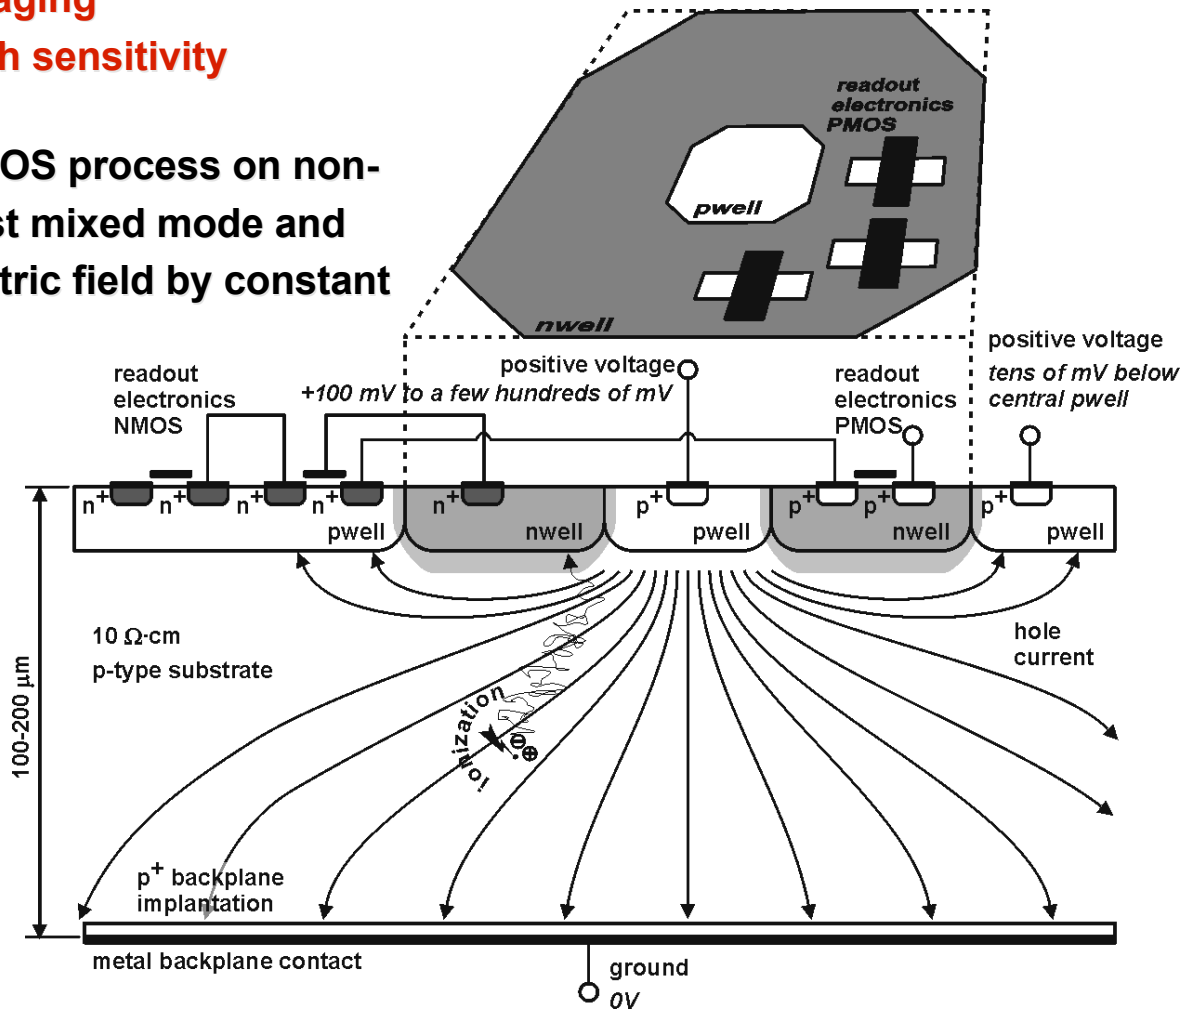 aging
h sensitivity
OS process on non-
st mixed mode and
tric field by constant
readout
electronics
PMOS
pwell
nwell
positive voltage
tens of mV below
central pwell
positive voltage
+100 mV to a few hundreds of mV
readout
electronics
NMOS
readout
electronics
PMOS
n+ n+ n+ n+ n+ p+ p+ p+ p+
pwell nwell pwell nwell pwell
10 Ω·cm
p-type substrate
hole
current
ionization
⊖⊕
100-200 μm
p+ backplane
implantation
metal backplane contact
ground
0V